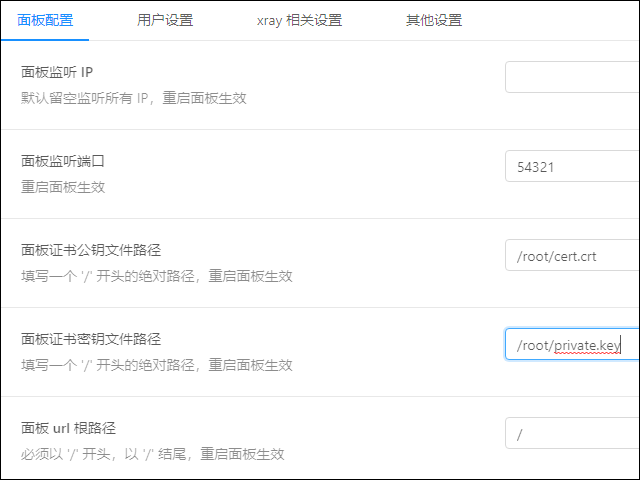 面板配置 用户设置 xray 相关设置 其他设置
面板监听 IP
默认留空监听所有 IP，重启面板生效
面板监听端口
重启面板生效
54321
面板证书公钥文件路径
填写一个 '/' 开头的绝对路径，重启面板生效
/root/cert.crt
面板证书密钥文件路径
填写一个 '/' 开头的绝对路径，重启面板生效
/root/private.key
面板 url 根路径
必须以 '/' 开头，以 '/' 结尾，重启面板生效
/